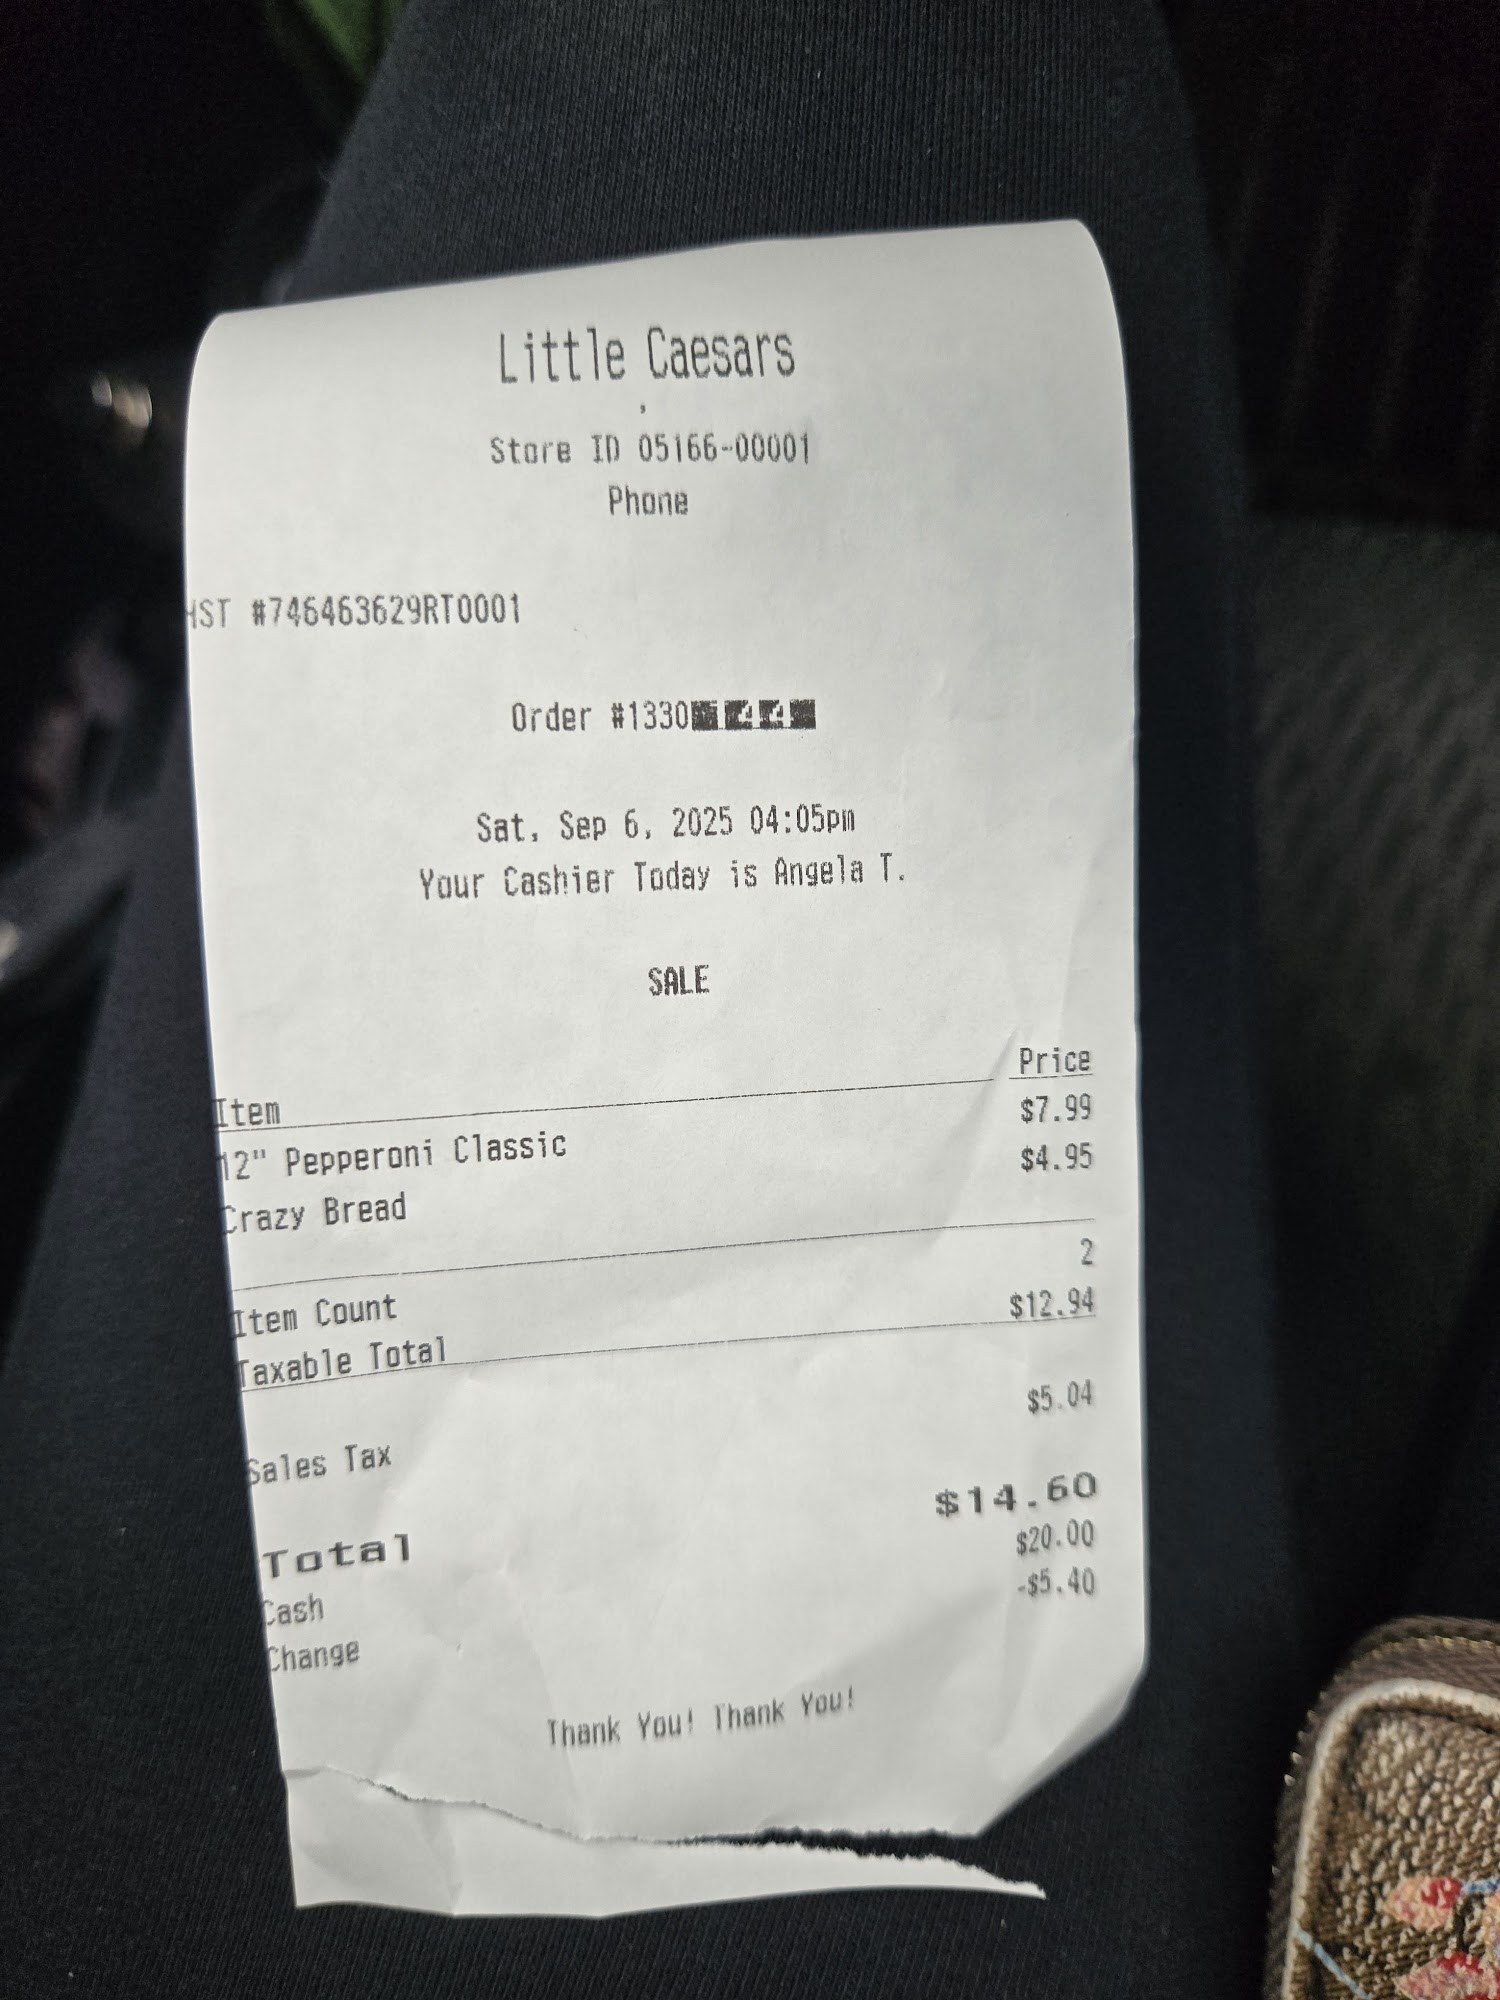 Little Caesars
,
Store ID 05166-00001
Phone
HST #746463629RT0001
Order #1330
Sat, Sep 6, 2025 04:05pm
Your Cashier Today is Angela T.
SALE
Item Price
12" Pepperoni Classic $7.99
Crazy Bread $4.95
Item Count 2
Taxable Total $12.94
Sales Tax $5.04
Total $14.60
Cash $20.00
Change -$5.40
Thank You! Thank You!